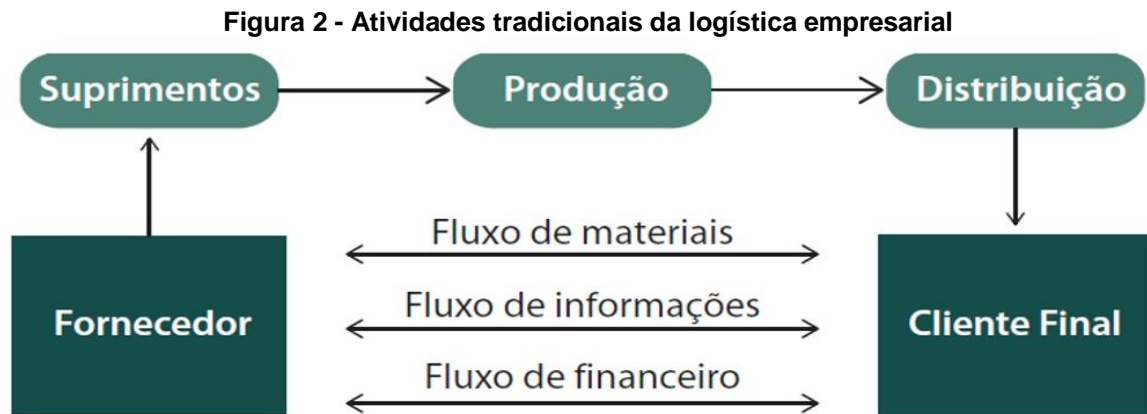 Figura 2 - Atividades tradicionais da logística empresarial
Suprimentos
Produção
Distribuição
Fluxo de materiais
Fornecedor
Fluxo de informações
Cliente Final
Fluxo de financeiro